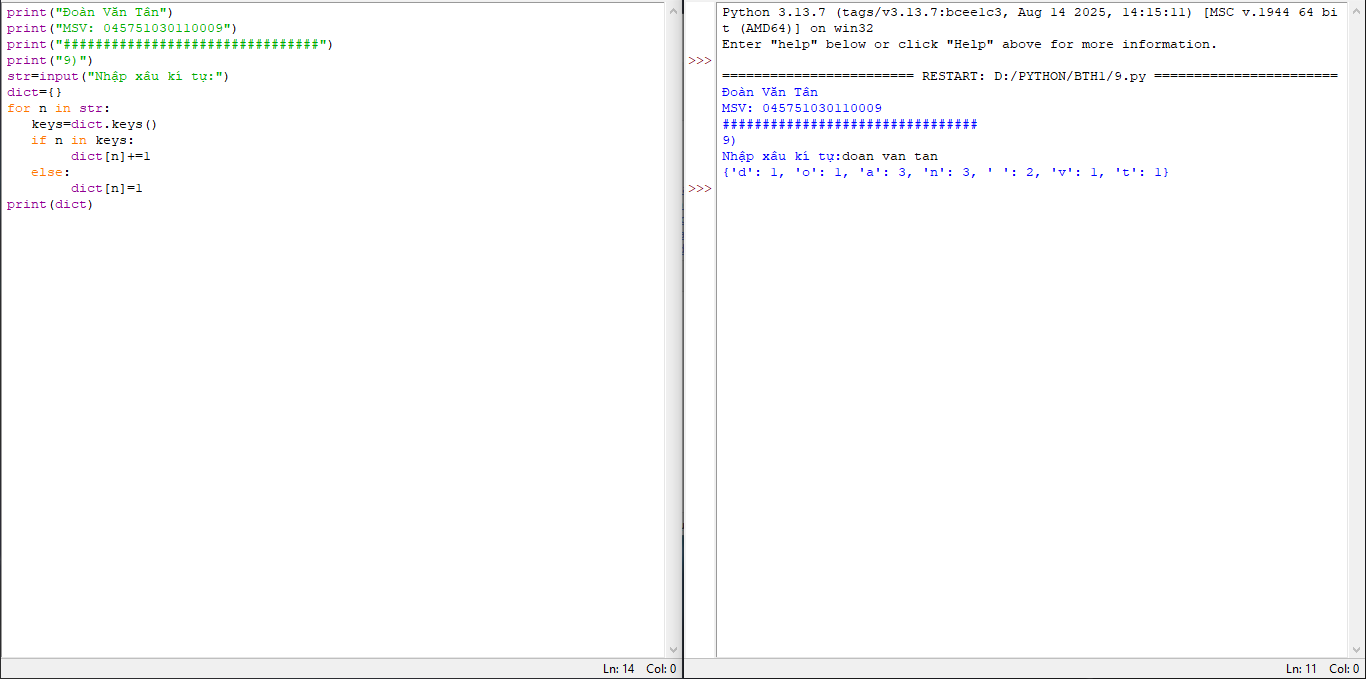 print("Đoàn Văn Tân")
print("MSV: 045751030110009")
print("################################")
print("9)")
str=input("Nhập xâu kí tự:")
dict={}
for n in str:
   keys=dict.keys()
   if n in keys:
        dict[n]+=1
   else:
        dict[n]=1
print(dict)
Ln: 14 Col: 0
Python 3.13.7 (tags/v3.13.7:bcee1c3, Aug 14 2025, 14:15:11) [MSC v.1944 64 bi
t (AMD64)] on win32
Enter "help" below or click "Help" above for more information.
>>>
======================== RESTART: D:/PYTHON/BTH1/9.py =======================
Đoàn Văn Tân
MSV: 045751030110009
################################
9)
Nhập xâu kí tự:doan van tan
{'d': 1, 'o': 1, 'a': 3, 'n': 3, ' ': 2, 'v': 1, 't': 1}
>>>
Ln: 11 Col: 0